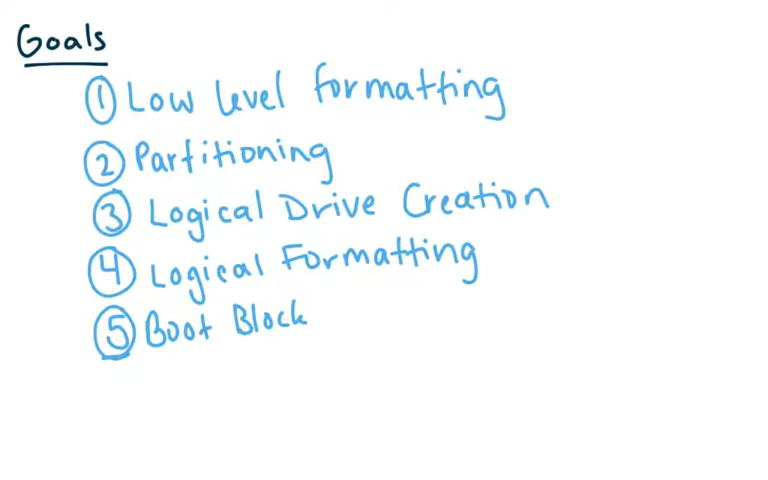 Goals
① Low level formatting
② Partitioning
③ Logical Drive Creation
④ Logical Formatting
⑤ Boot Block